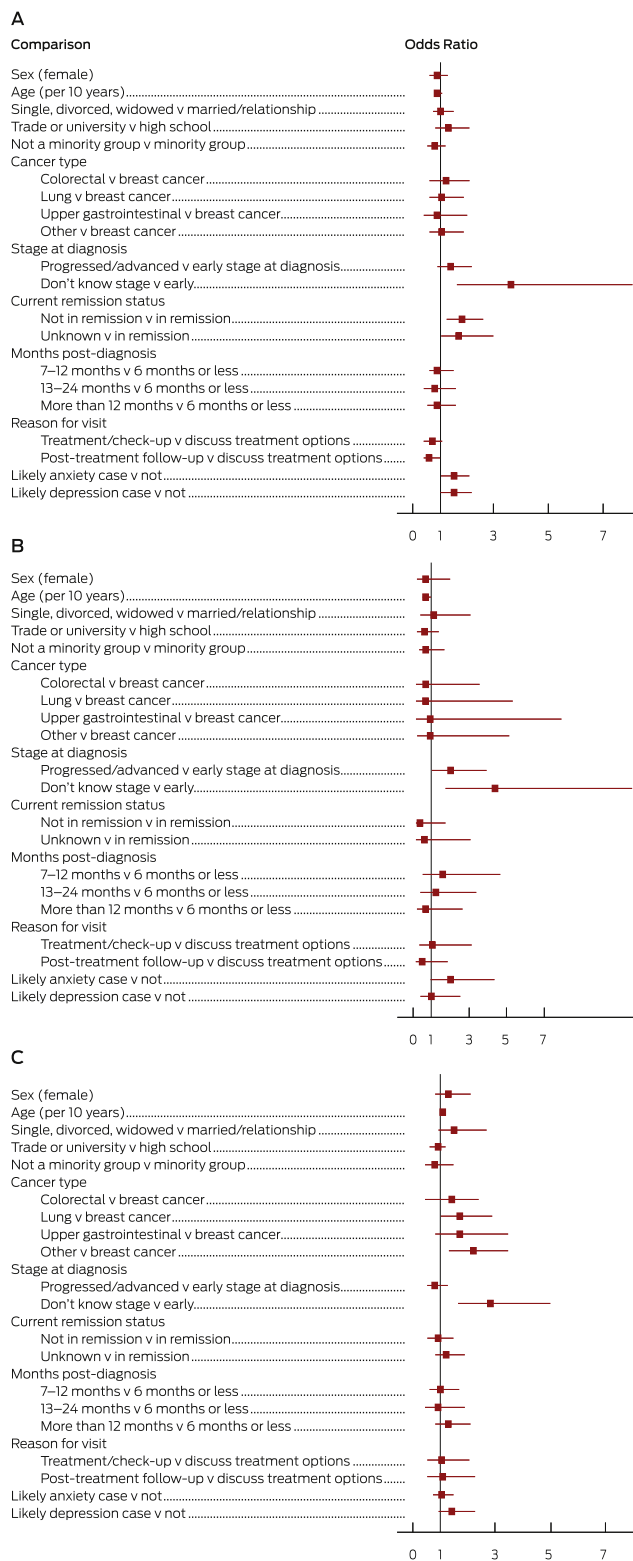 A
Comparison Odds Ratio
Sex (female)
Age (per 10 years)
Single, divorced, widowed v married/relationship
Trade or university v high school
Not a minority group v minority group
Cancer type
Colorectal v breast cancer
Lung v breast cancer
Upper gastrointestinal v breast cancer
Other v breast cancer
Stage at diagnosis
Progressed/advanced v early stage at diagnosis
Don't know stage v early
Current remission status
Not in remission v in remission
Unknown v in remission
Months post-diagnosis
7–12 months v 6 months or less
13–24 months v 6 months or less
More than 12 months v 6 months or less
Reason for visit
Treatment/check-up v discuss treatment options
Post-treatment follow-up v discuss treatment options
Likely anxiety case v not
Likely depression case v not
0 1 3 5 7
B
Sex (female)
Age (per 10 years)
Single, divorced, widowed v married/relationship
Trade or university v high school
Not a minority group v minority group
Cancer type
Colorectal v breast cancer
Lung v breast cancer
Upper gastrointestinal v breast cancer
Other v breast cancer
Stage at diagnosis
Progressed/advanced v early stage at diagnosis
Don't know stage v early
Current remission status
Not in remission v in remission
Unknown v in remission
Months post-diagnosis
7–12 months v 6 months or less
13–24 months v 6 months or less
More than 12 months v 6 months or less
Reason for visit
Treatment/check-up v discuss treatment options
Post-treatment follow-up v discuss treatment options
Likely anxiety case v not
Likely depression case v not
0 1 3 5 7
C
Sex (female)
Age (per 10 years)
Single, divorced, widowed v married/relationship
Trade or university v high school
Not a minority group v minority group
Cancer type
Colorectal v breast cancer
Lung v breast cancer
Upper gastrointestinal v breast cancer
Other v breast cancer
Stage at diagnosis
Progressed/advanced v early stage at diagnosis
Don't know stage v early
Current remission status
Not in remission v in remission
Unknown v in remission
Months post-diagnosis
7–12 months v 6 months or less
13–24 months v 6 months or less
More than 12 months v 6 months or less
Reason for visit
Treatment/check-up v discuss treatment options
Post-treatment follow-up v discuss treatment options
Likely anxiety case v not
Likely depression case v not
0 1 3 5 7